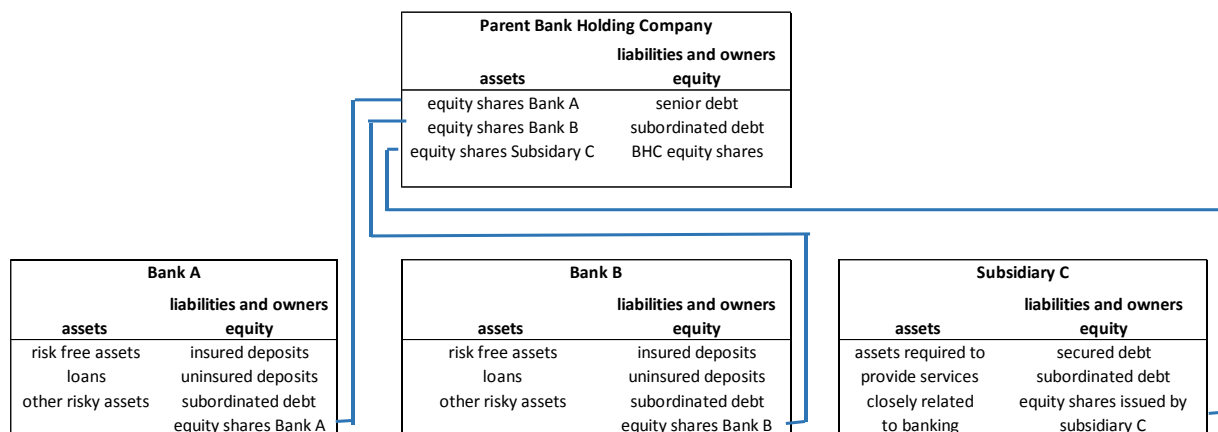 Parent Bank Holding Company
liabilities and owners
assets equity
equity shares Bank A senior debt
equity shares Bank B subordinated debt
equity shares Subsidary C BHC equity shares
Bank A
liabilities and owners
assets equity
risk free assets insured deposits
loans uninsured deposits
other risky assets subordinated debt
equity shares Bank A
Bank B
liabilities and owners
assets equity
risk free assets insured deposits
loans uninsured deposits
other risky assets subordinated debt
equity shares Bank B
Subsidiary C
liabilities and owners
assets equity
assets required to secured debt
provide services subordinated debt
closely related equity shares issued by
to banking subsidiary C